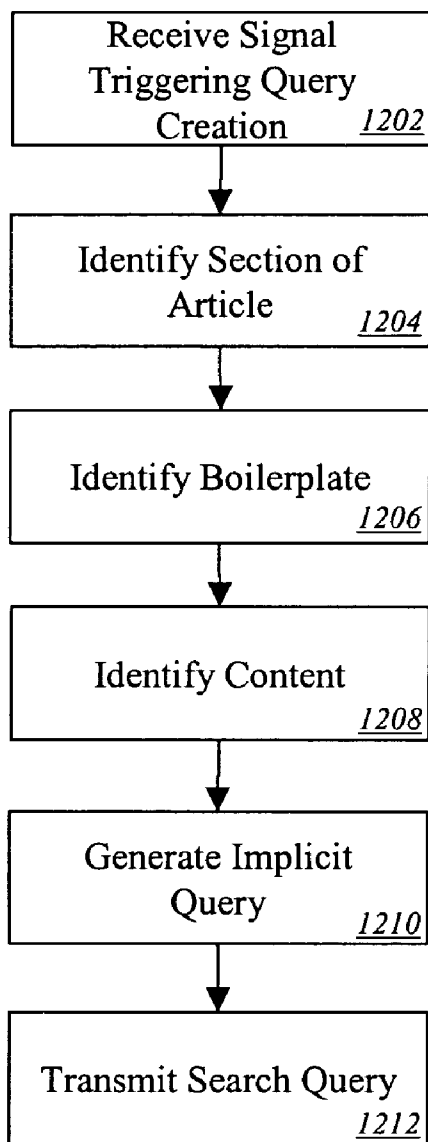 Receive Signal
Triggering Query
Creation
1202
Identify Section of
Article
1204
Identify Boilerplate
1206
Identify Content
1208
Generate Implicit
Query
1210
Transmit Search Query
1212